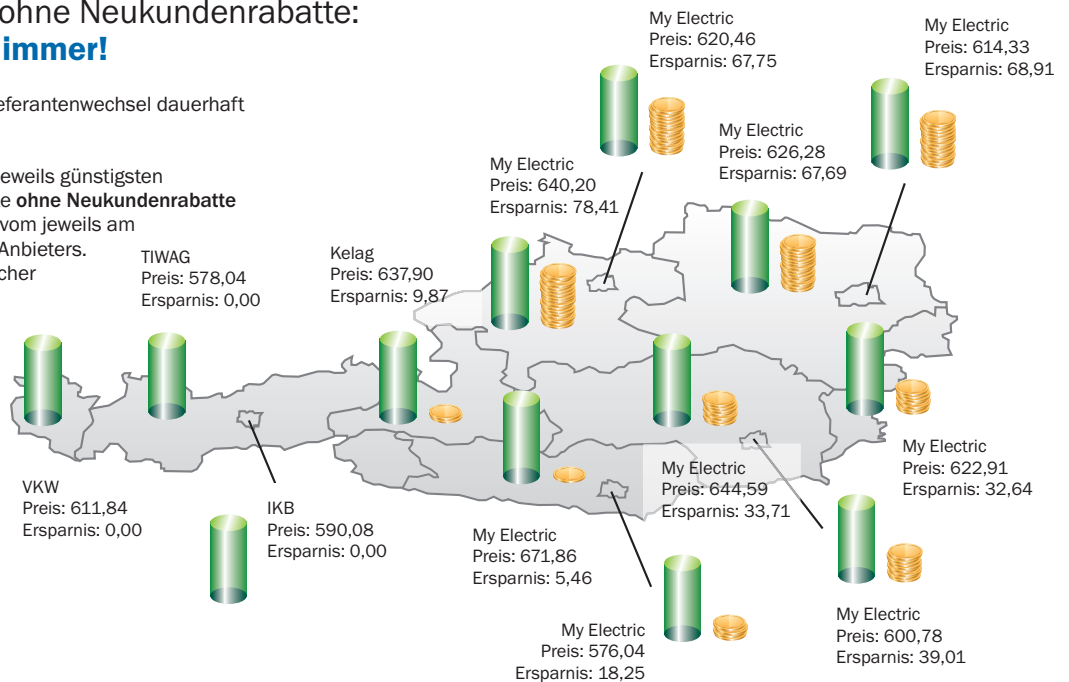 ohne Neukundenrabatte:
immer!
eferantenwechsel dauerhaft
eweils günstigsten
e ohne Neukundenrabatte
vom jeweils am
Anbieters.
cher
My Electric
Preis: 620,46
Ersparnis: 67,75
My Electric
Preis: 614,33
Ersparnis: 68,91
My Electric
Preis: 626,28
Ersparnis: 67,69
My Electric
Preis: 640,20
Ersparnis: 78,41
TIWAG
Preis: 578,04
Ersparnis: 0,00
Kelag
Preis: 637,90
Ersparnis: 9,87
VKW
Preis: 611,84
Ersparnis: 0,00
IKB
Preis: 590,08
Ersparnis: 0,00
My Electric
Preis: 671,86
Ersparnis: 5,46
My Electric
Preis: 644,59
Ersparnis: 33,71
My Electric
Preis: 622,91
Ersparnis: 32,64
My Electric
Preis: 576,04
Ersparnis: 18,25
My Electric
Preis: 600,78
Ersparnis: 39,01